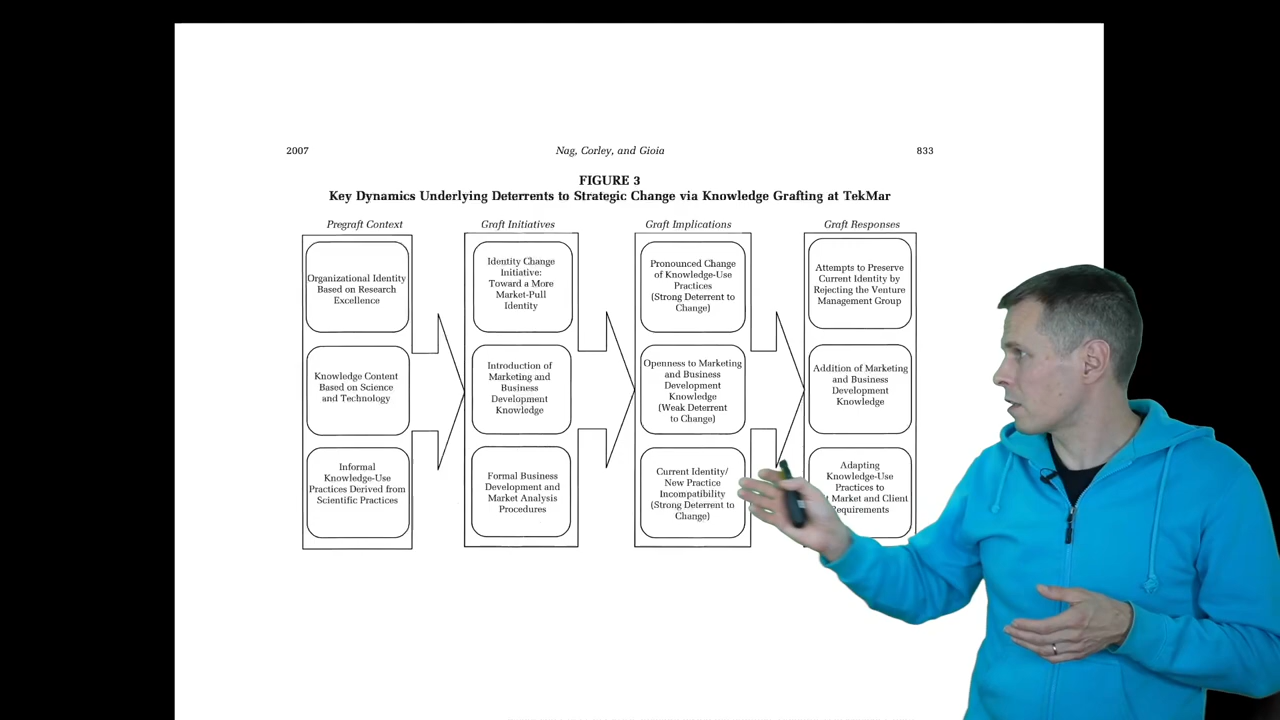 2007 Nag, Corley, and Gioia 833
FIGURE 3
Key Dynamics Underlying Deterrents to Strategic Change via Knowledge Grafting at TekMar
Pregraft Context
Organizational Identity
Based on Research
Excellence
Knowledge Content
Based on Science
and Technology
Informal
Knowledge-Use
Practices Derived from
Scientific Practices
Graft Initiatives
Identity Change
Initiative:
Toward a More
Market-Pull
Identity
Introduction of
Marketing and
Business
Development
Knowledge
Formal Business
Development and
Market Analysis
Procedures
Graft Implications
Pronounced Change
of Knowledge-Use
Practices
(Strong Deterrent to
Change)
Openness to Marketing
and Business
Development
Knowledge
(Weak Deterrent
to Change)
Current Identity/
New Practice
Incompatibility
(Strong Deterrent to
Change)
Graft Responses
Attempts to Preserve
Current Identity by
Rejecting the Venture
Management Group
Addition of Marketing
and Business
Development
Knowledge
Adapting
Knowledge-Use
Practices to
Market and Client
Requirements